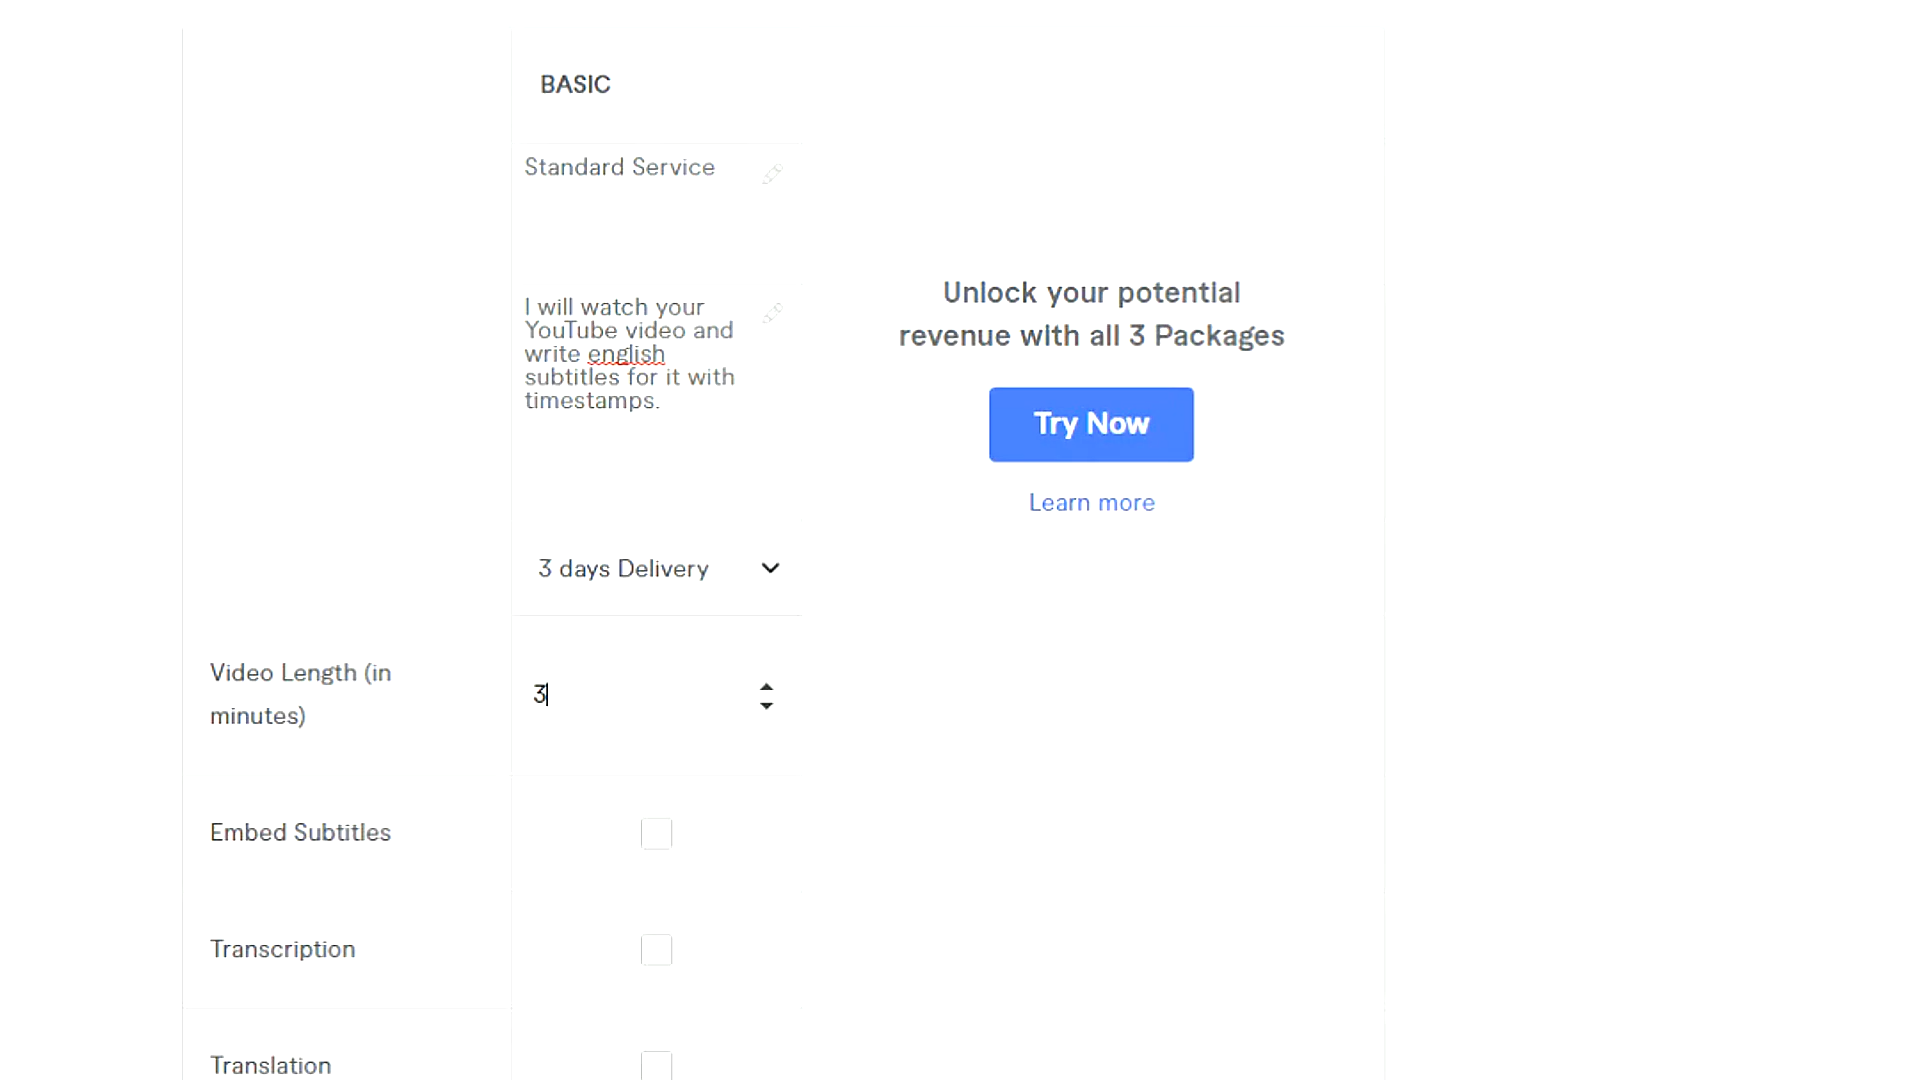 BASIC
Standard Service
I will watch your
YouTube video and
write english
subtitles for it with
timestamps.
Unlock your potential
revenue with all 3 Packages
Try Now
Learn more
3 days Delivery
Video Length (in
minutes)
3
Embed Subtitles
Transcription
Translation